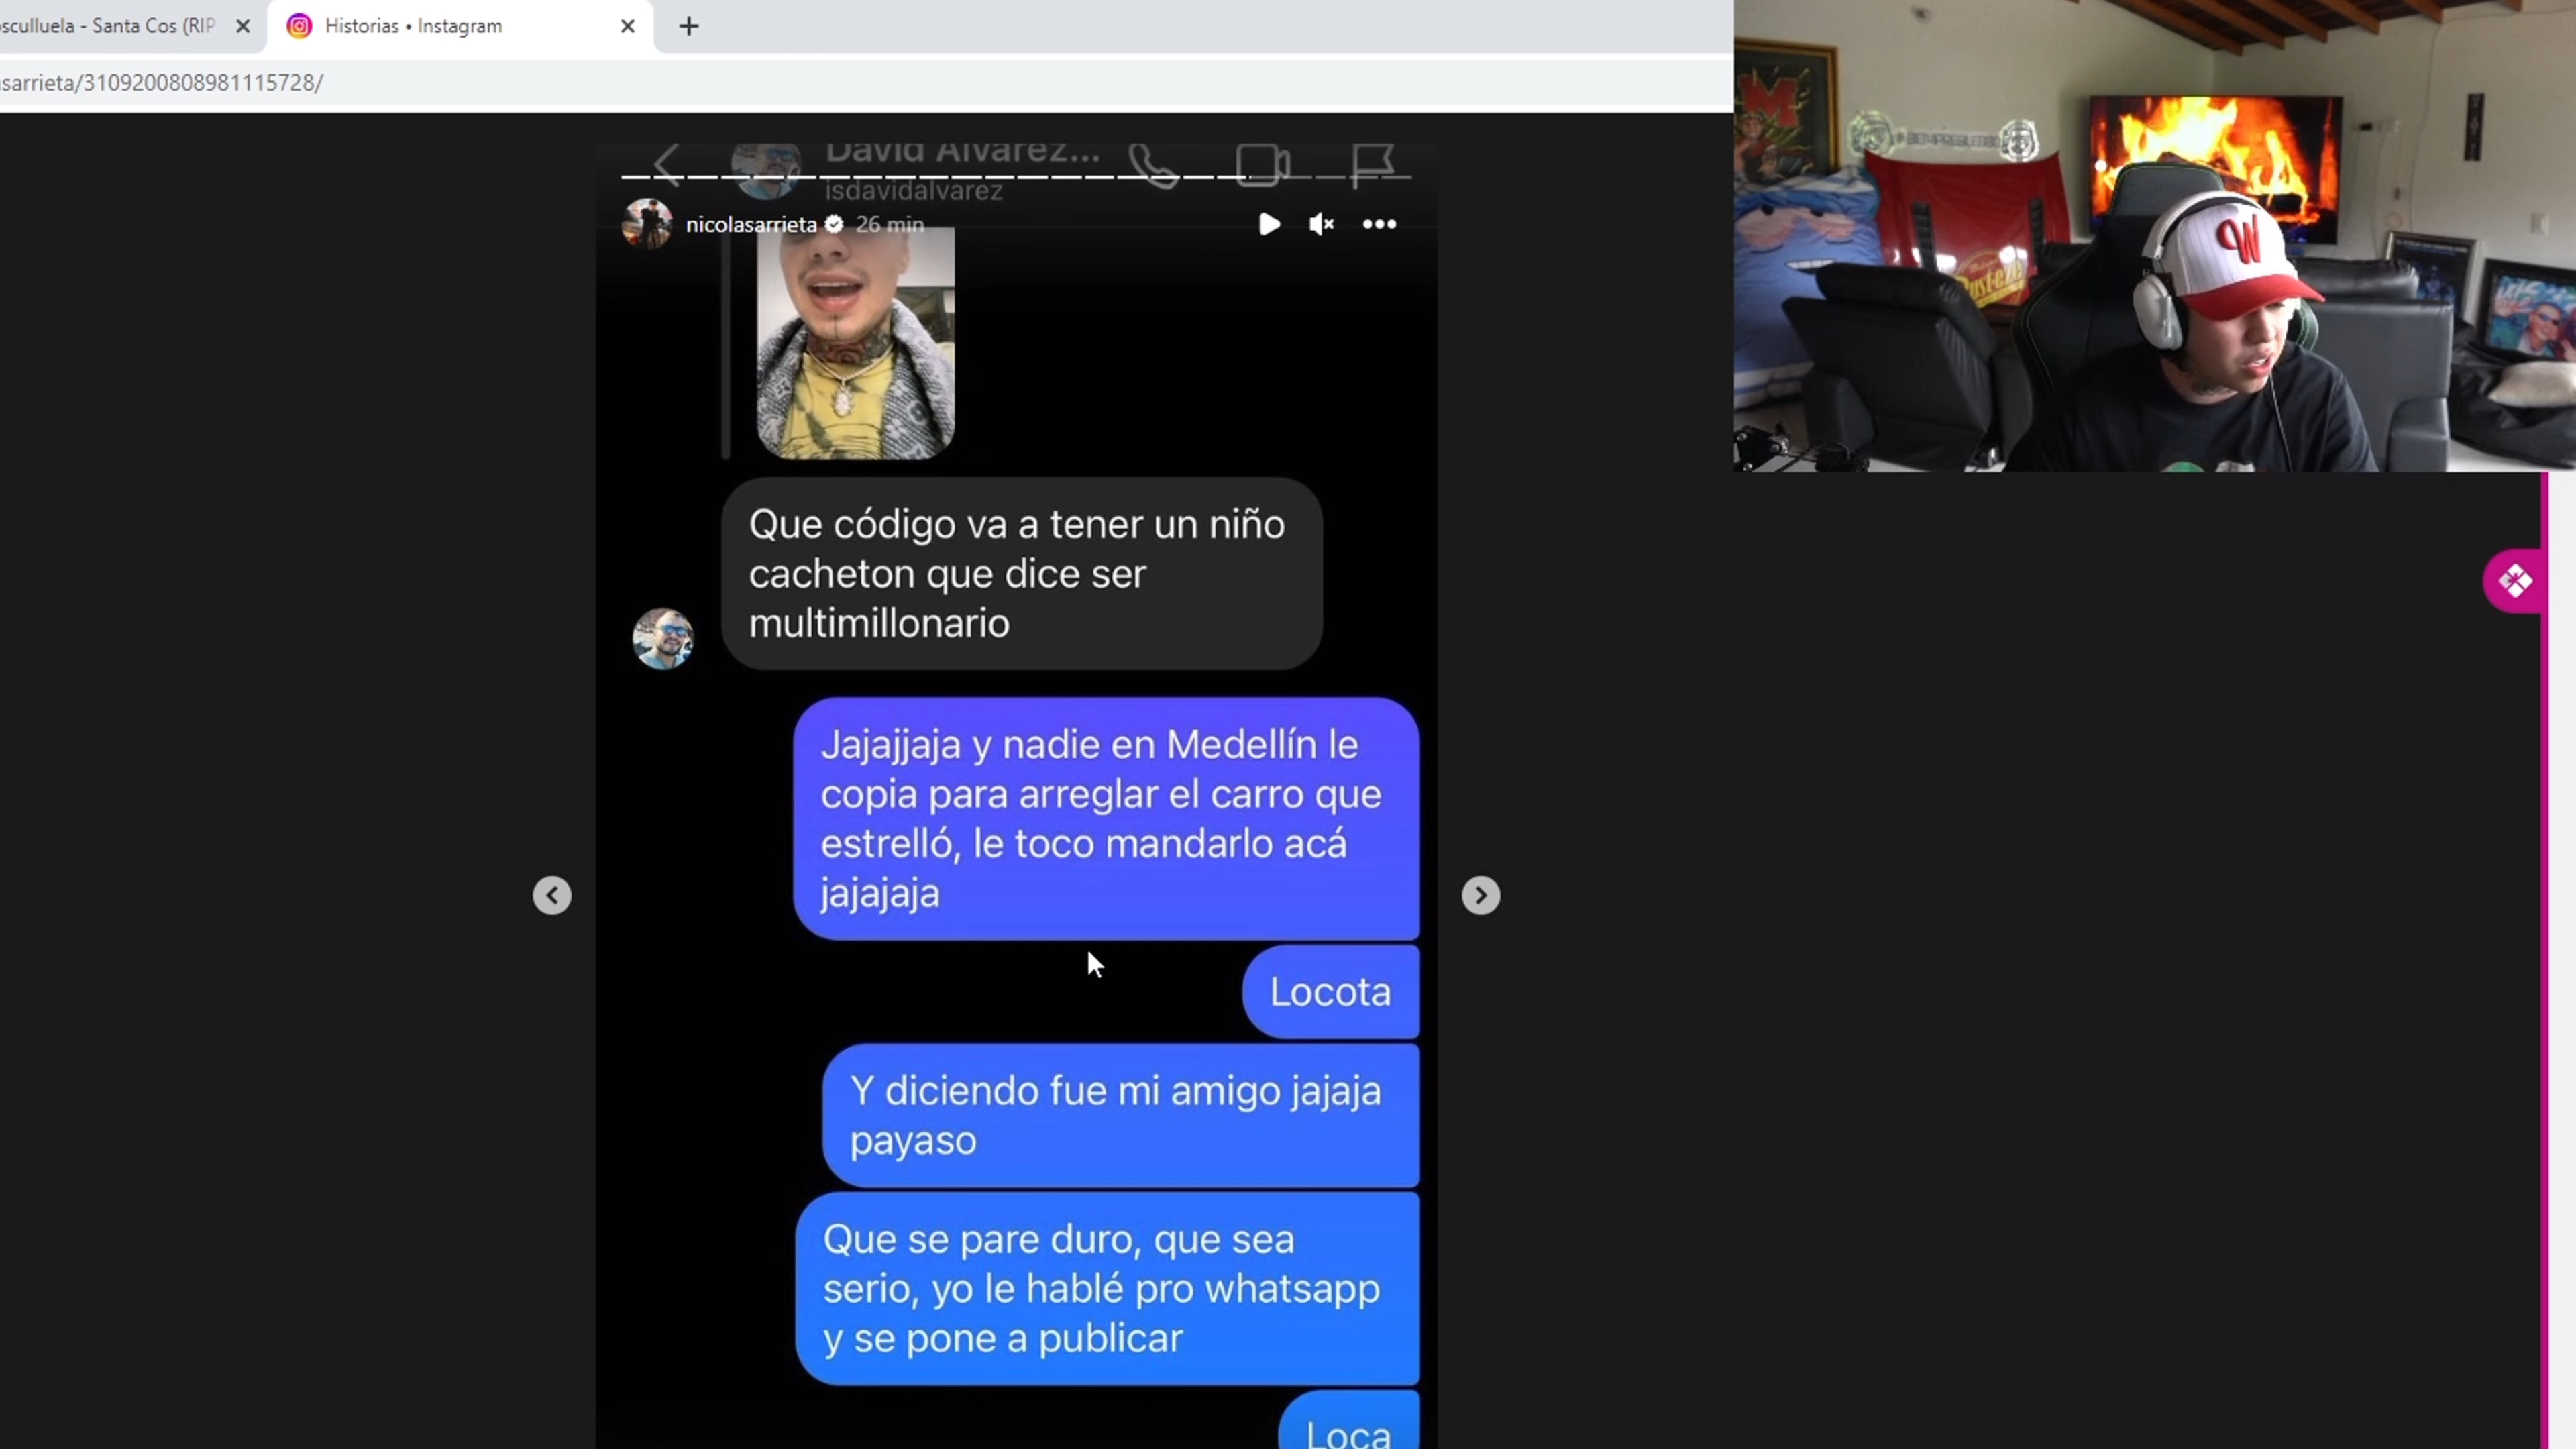 osculluela - Santa Cos (RIP
Historias • Instagram
sarrieta/3109200808981115728/
David Alvarez...
isdavidalvarez
nicolasarrieta 26 min
Que código va a tener un niño
cacheton que dice ser
multimillonario
Jajajjaja y nadie en Medellín le
copia para arreglar el carro que
estrelló, le toco mandarlo acá
jajajaja
Locota
Y diciendo fue mi amigo jajaja
payaso
Que se pare duro, que sea
serio, yo le hablé pro whatsapp
y se pone a publicar
Loca
W